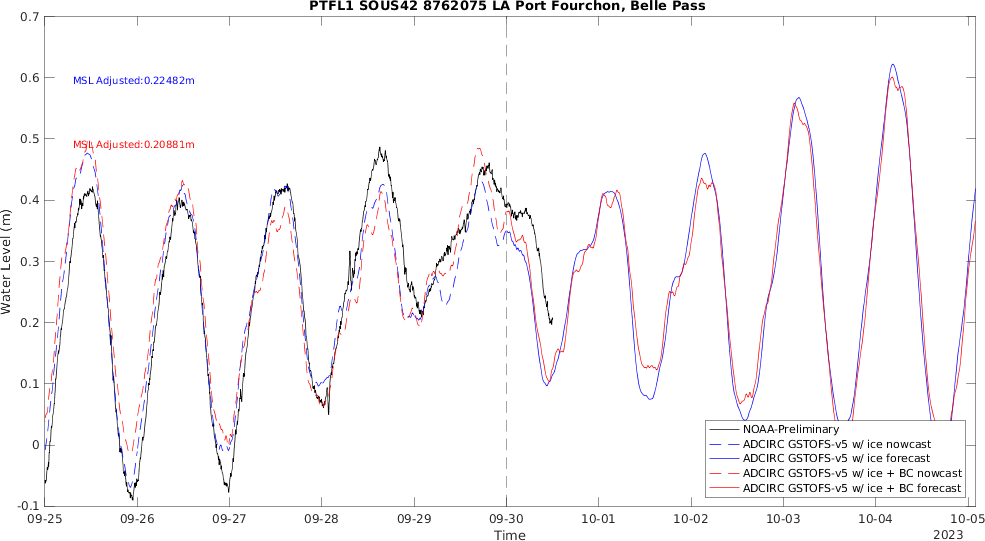 PTFL1 SOUS42 8762075 LA Port Fourchon, Belle Pass
0.7
0.6
0.5
0.4
0.3
0.2
0.1
0
-0.1
Water Level (m)
MSL Adjusted:0.22482m
MSL Adjusted:0.20881m
NOAA-Preliminary
ADCIRC GSTOFS-v5 w/ ice nowcast
ADCIRC GSTOFS-v5 w/ ice forecast
ADCIRC GSTOFS-v5 w/ ice + BC nowcast
ADCIRC GSTOFS-v5 w/ ice + BC forecast
09-25 09-26 09-27 09-28 09-29 09-30 10-01 10-02 10-03 10-04 10-05
Time
2023